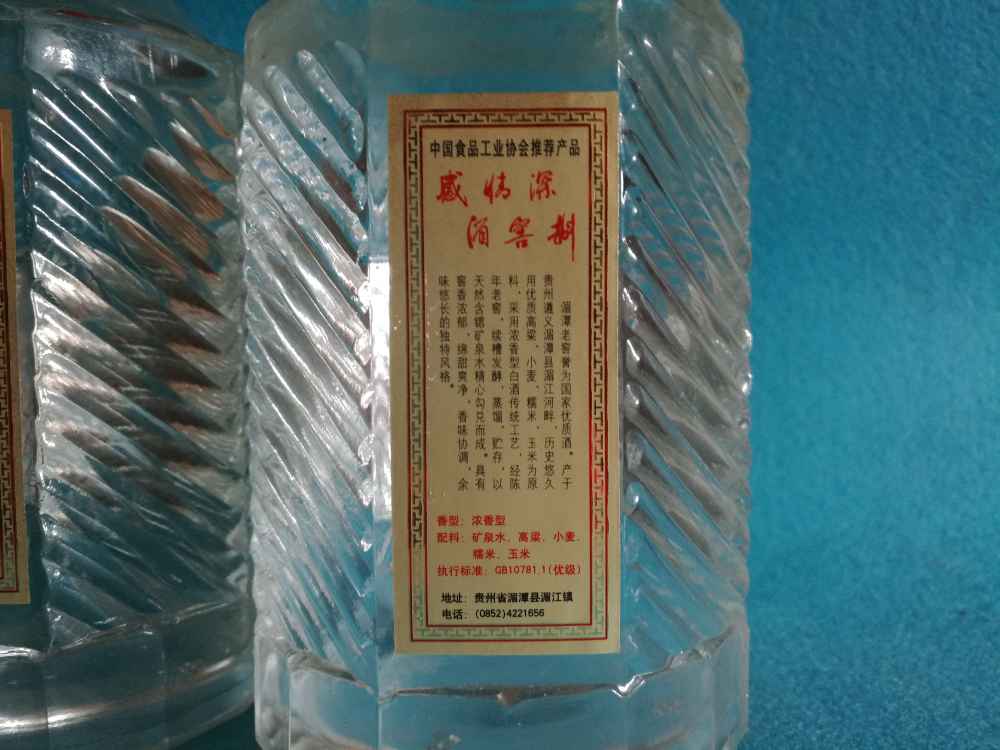 中国食品工业协会推荐产品
感情深
酒窖斟
湄潭老窖誉为国家优质酒。产于
贵州遵义湄潭县湄江河畔，历史悠久
用优质高粱、小麦、糯米、玉米为原
料，采用浓香型白酒传统工艺，经陈
年老窖，续糟发酵，蒸馏，贮存，以
天然含锶矿泉水精心勾兑而成。具有
窖香浓郁，绵甜爽净，香味协调，余
味悠长的独特风格。
香型：浓香型
配料：矿泉水、高粱、小麦、
糯米、玉米
执行标准：GB10781.1(优级)
地址：贵州省湄潭县湄江镇
电话：(0852)4221656